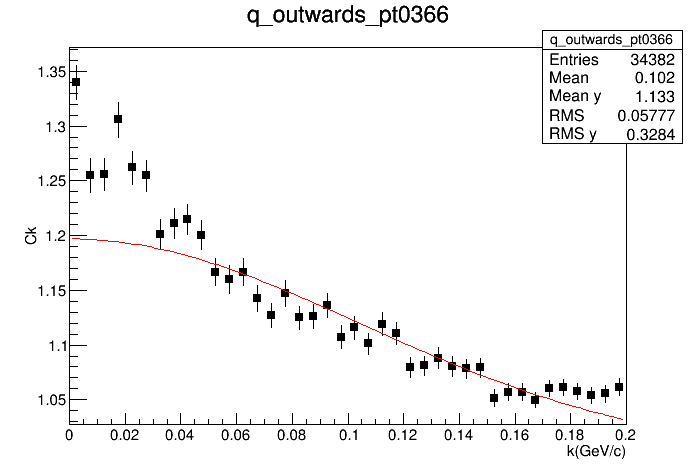 q_outwards_pt0366
q_outwards_pt0366
Entries 34382
Mean 0.102
Mean y 1.133
RMS 0.05777
RMS y 0.3284
Ck
1.35
1.3
1.25
1.2
1.15
1.1
1.05
0 0.02 0.04 0.06 0.08 0.1 0.12 0.14 0.16 0.18 0.2
k(GeV/c)